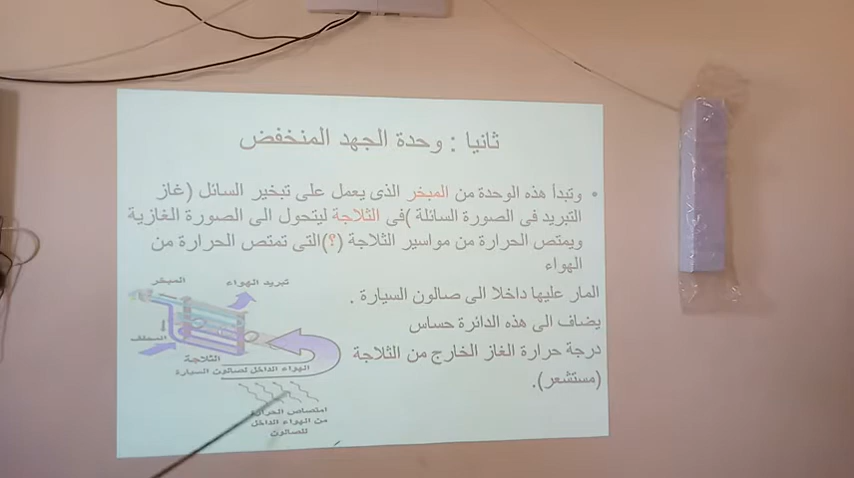 ثانيا : وحدة الجهد المنخفض
• وتبدأ هذه الوحدة من المبخر الذى يعمل على تبخير السائل (غاز
التبريد فى الصورة السائلة )فى الثلاجة ليتحول الى الصورة الغازية
ويمتص الحرارة من مواسير الثلاجة (؟)التى تمتص الحرارة من
الهواء
المار عليها داخلا الى صالون السيارة .
يضاف الى هذه الدائرة حساس
درجة حرارة الغاز الخارج من الثلاجة
(مستشعر).
تبريد الهواء
المبخر
الثلاجة
الهواء الداخل لصالون السيارة
امتصاص الحرارة
من الهواء الداخل
للصالون